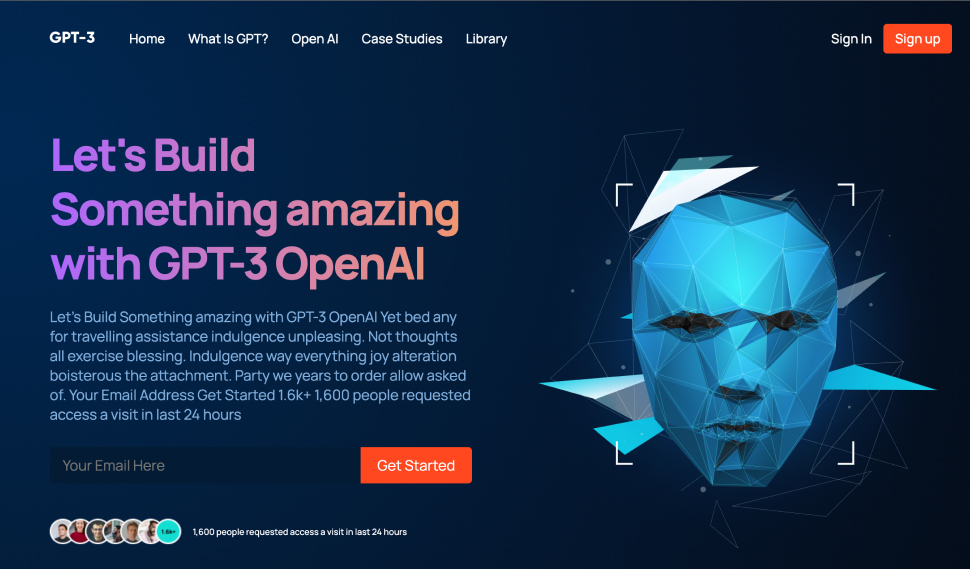 GPT-3
Home
What Is GPT?
Open AI
Case Studies
Library
Sign In
Sign up
Let's Build
Something amazing
with GPT-3 OpenAI
Let's Build Something amazing with GPT-3 OpenAI Yet bed any
for travelling assistance indulgence unpleasing. Not thoughts
all exercise blessing. Indulgence way everything joy alteration
boisterous the attachment. Party we years to order allow asked
of. Your Email Address Get Started 1.6k+ 1,600 people requested
access a visit in last 24 hours
Your Email Here
Get Started
1.6k+
1,600 people requested access a visit in last 24 hours